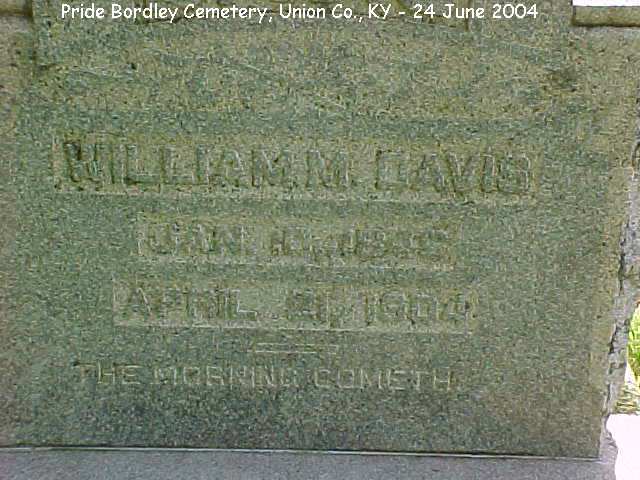 Pride Bordley Cemetery, Union Co., KY - 24 June 2004
WILLIAM M. DAVIS
JAN.
APRIL 21, 1904
THE MORNING COMETH